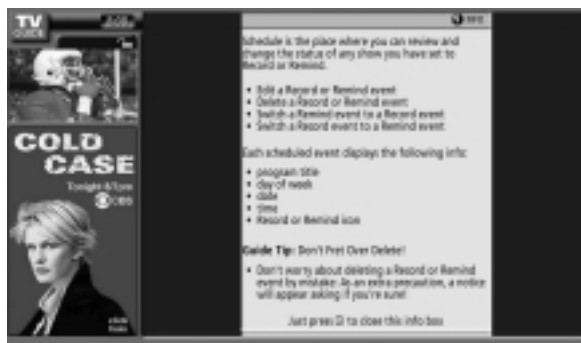 TV
GUIDE
INFO
Schedule is the place where you can review and
change the status of any show you have set to
Record or Remind.
• Edit a Record or Remind event
• Delete a Record or Remind event
• Switch a Remind event to a Record event
• Switch a Record event to a Remind event
Each scheduled event displays the following info:
• program title
• day of week
• date
• time
• Record or Remind icon
Guide Tip: Don't Fret Over Delete!
• Don't worry about deleting a Record or Remind
event by mistake: As an extra precaution, a notice
will appear asking if you're sure!
Just press to close this info box
COLD
CASE
Tonight 8/7pm
CBS